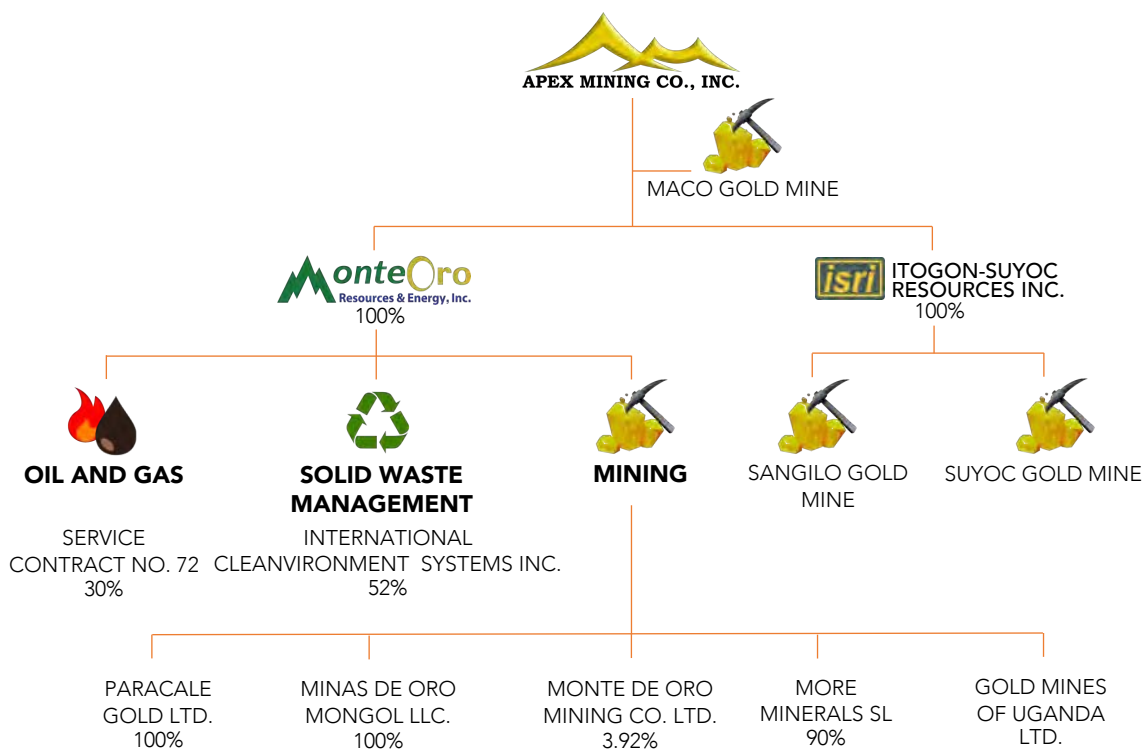 APEX MINING CO., INC.
MACO GOLD MINE
MonteOro
Resources & Energy, Inc.
100%
isri
ITOGON-SUYOC
RESOURCES INC.
100%
OIL AND GAS
SERVICE
CONTRACT NO. 72
30%
SOLID WASTE
MANAGEMENT
INTERNATIONAL
CLEANVIRONMENT SYSTEMS INC.
52%
MINING
SANGILO GOLD
MINE
SUYOC GOLD MINE
PARACALE
GOLD LTD.
100%
MINAS DE ORO
MONGOL LLC.
100%
MONTE DE ORO
MINING CO. LTD.
3.92%
MORE
MINERALS SL
90%
GOLD MINES
OF UGANDA
LTD.